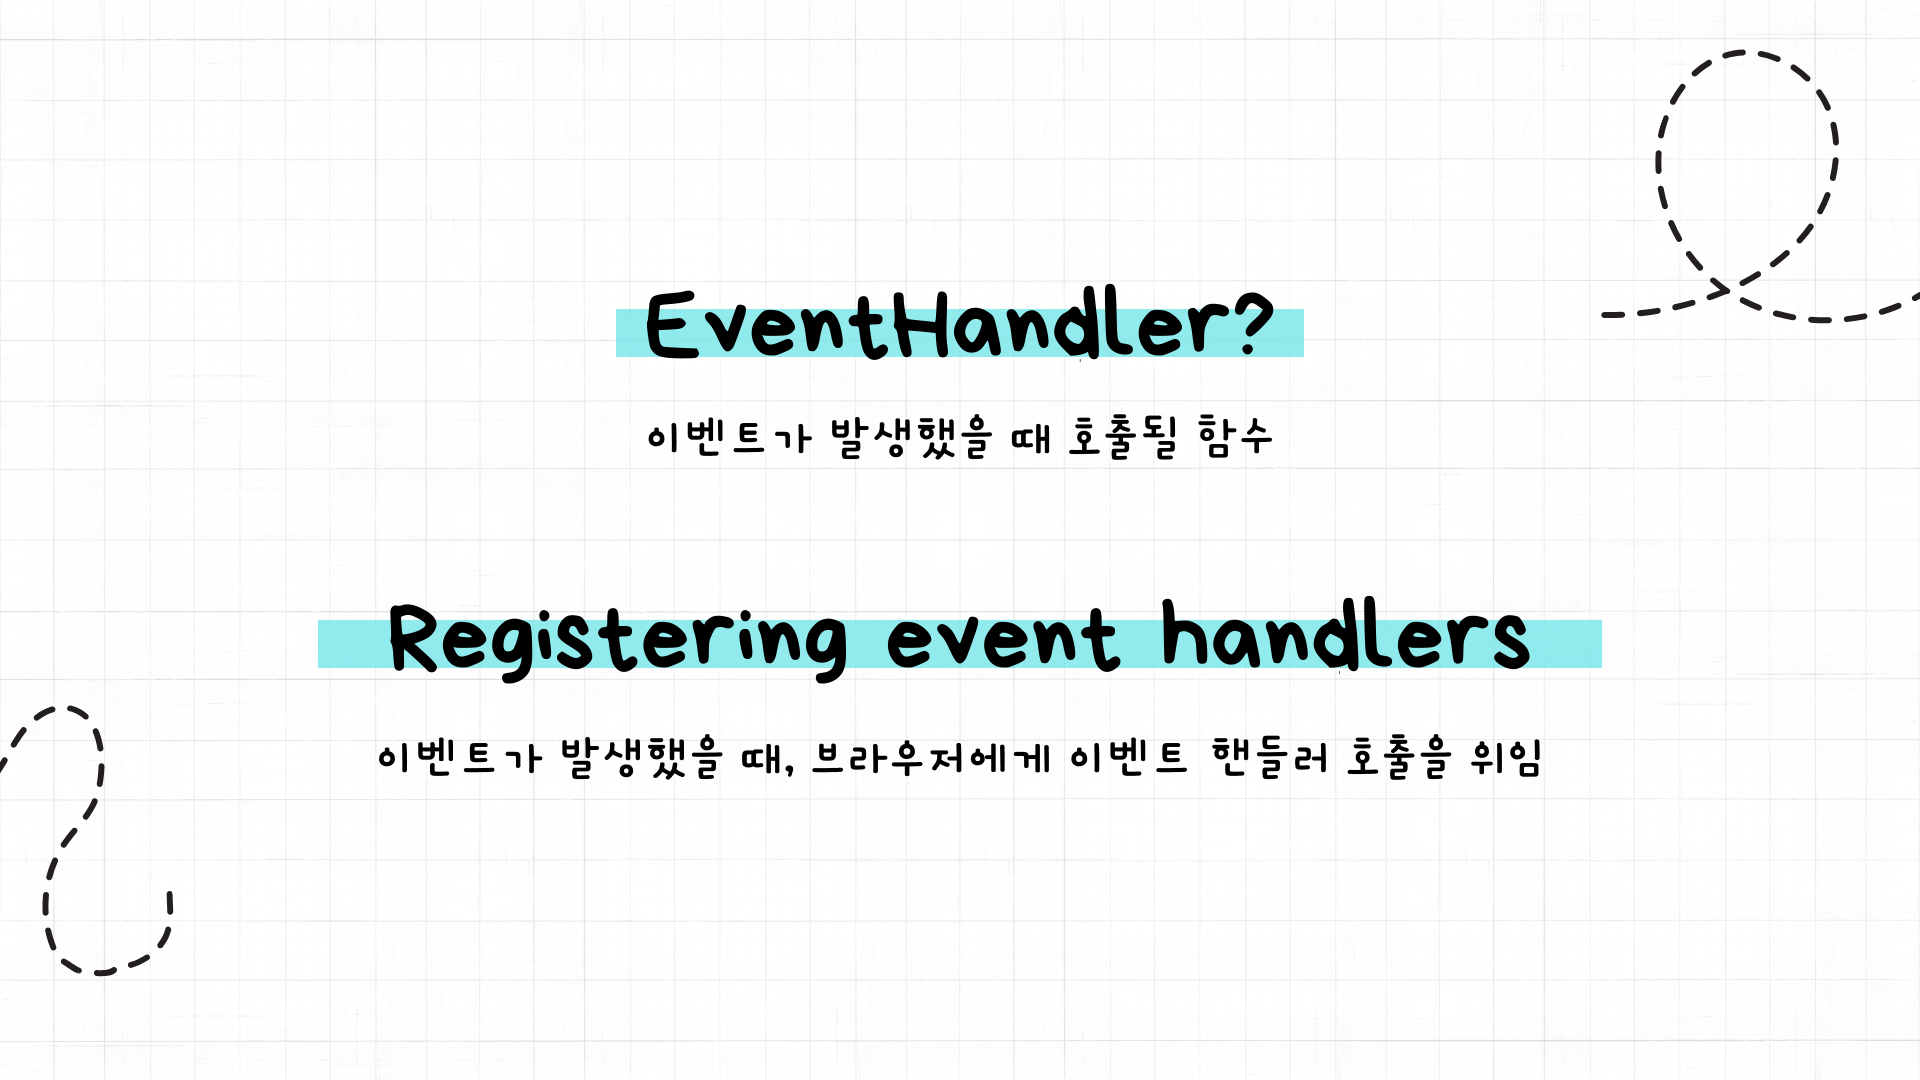 EventHandler?
이벤트가 발생했을 때 호출될 함수
Registering event handlers
이벤트가 발생했을 때, 브라우저에게 이벤트 핸들러 호출을 위임